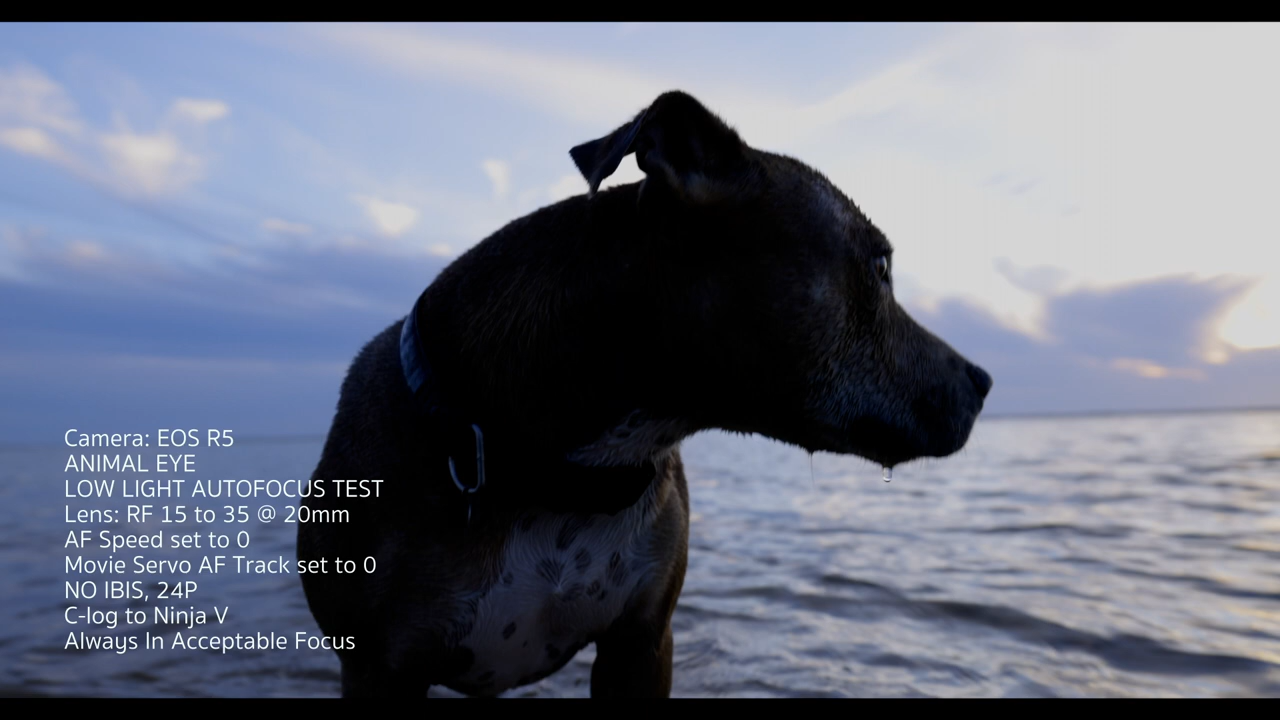 Camera: EOS R5
ANIMAL EYE
LOW LIGHT AUTOFOCUS TEST
Lens: RF 15 to 35 @ 20mm
AF Speed set to 0
Movie Servo AF Track set to 0
NO IBIS, 24P
C-log to Ninja V
Always In Acceptable Focus